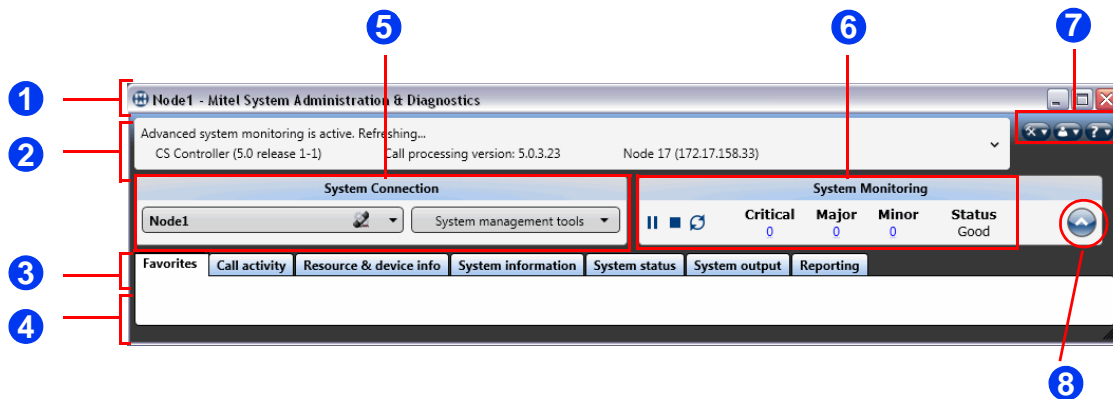 5
6
7
1
Node1 - Mitel System Administration & Diagnostics
2
Advanced system monitoring is active. Refreshing...
CS Controller (5.0 release 1-1) Call processing version: 5.0.3.23 Node 17 (172.17.158.33)
?
System Connection
System Monitoring
Node1
System management tools
Critical Major Minor Status
0 0 0 Good
3
Favorites Call activity Resource & device info System information System status System output Reporting
4
8